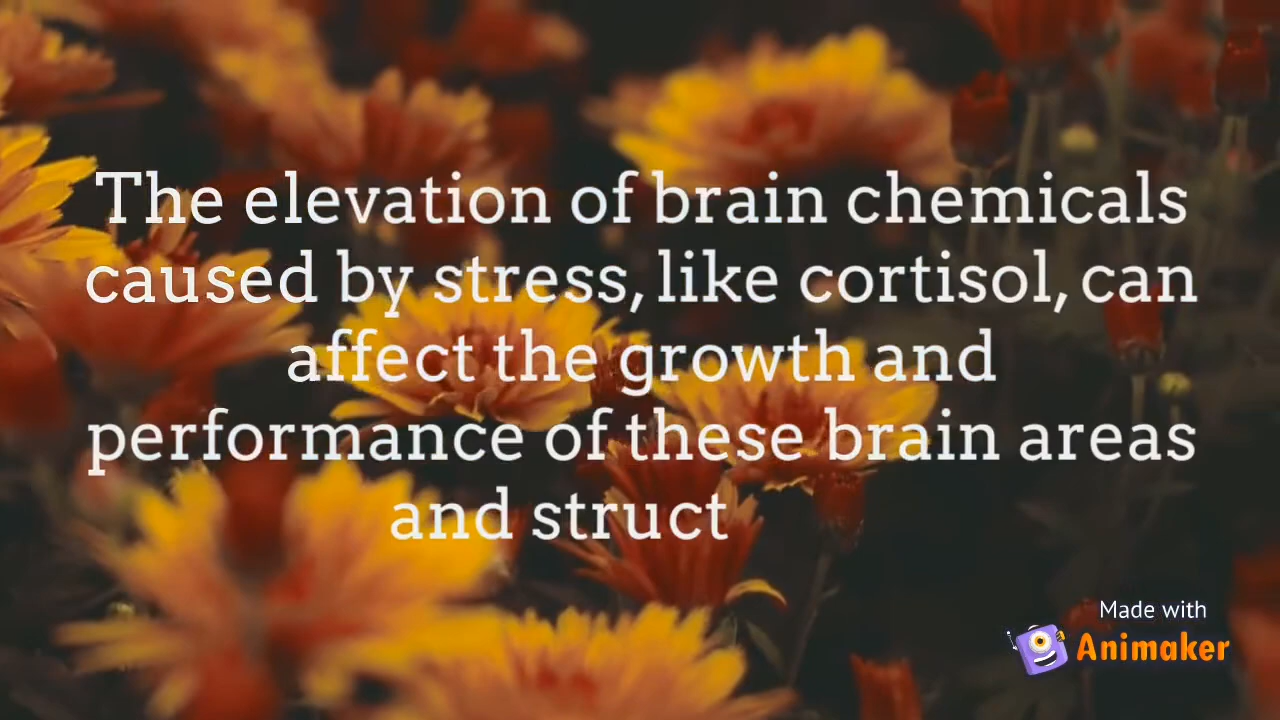 The elevation of brain chemicals
caused by stress, like cortisol, can
affect the growth and
performance of these brain areas
and struct
Made with
Animaker